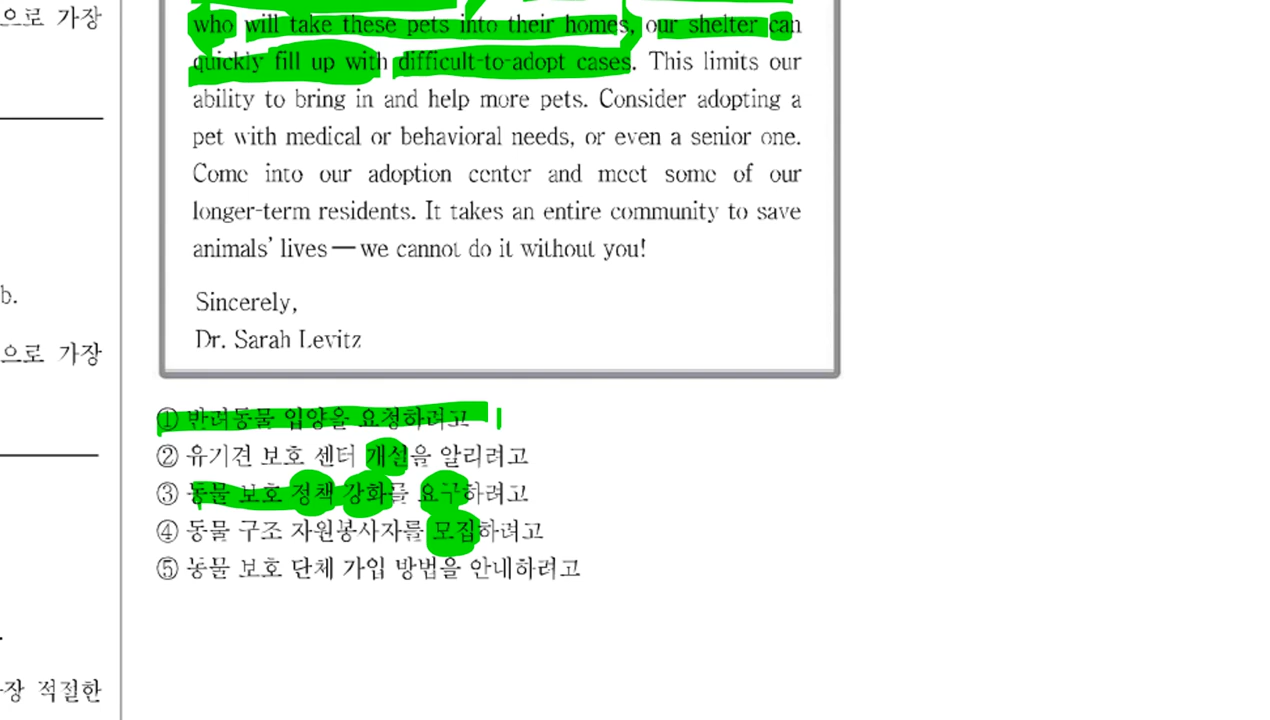 으로 가장
b.
으로 가장
장 적절한
who will take these pets into their homes, our shelter can
quickly fill up with difficult-to-adopt cases. This limits our
ability to bring in and help more pets. Consider adopting a
pet with medical or behavioral needs, or even a senior one.
Come into our adoption center and meet some of our
longer-term residents. It takes an entire community to save
animals’ lives — we cannot do it without you!
Sincerely,
Dr. Sarah Levitz
① 반려동물 입양을 요청하려고
② 유기견 보호 센터 개설을 알리려고
③ 동물 보호 정책 강화를 요구하려고
④ 동물 구조 자원봉사자를 모집하려고
⑤ 동물 보호 단체 가입 방법을 안내하려고